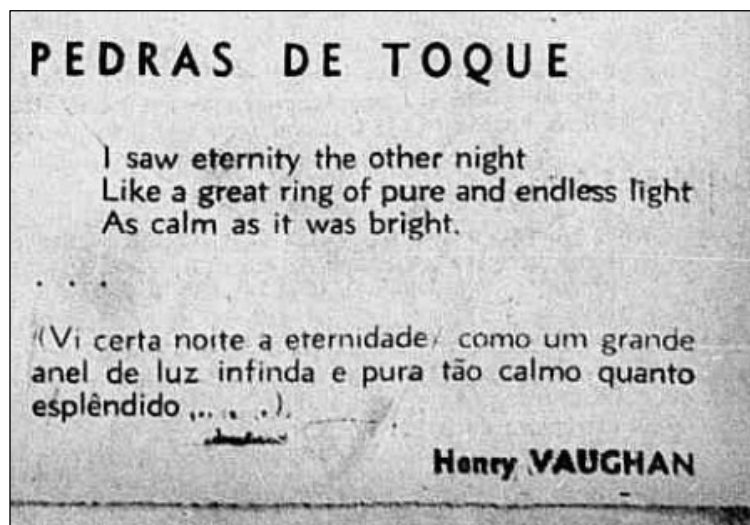 PEDRAS DE TOQUE
I saw eternity the other night
Like a great ring of pure and endless light
As calm as it was bright.
. . .
(Vi certa noite a eternidade/ como um grande
anel de luz infinda e pura tão calmo quanto
esplêndido ,.. . .).
Henry VAUGHAN